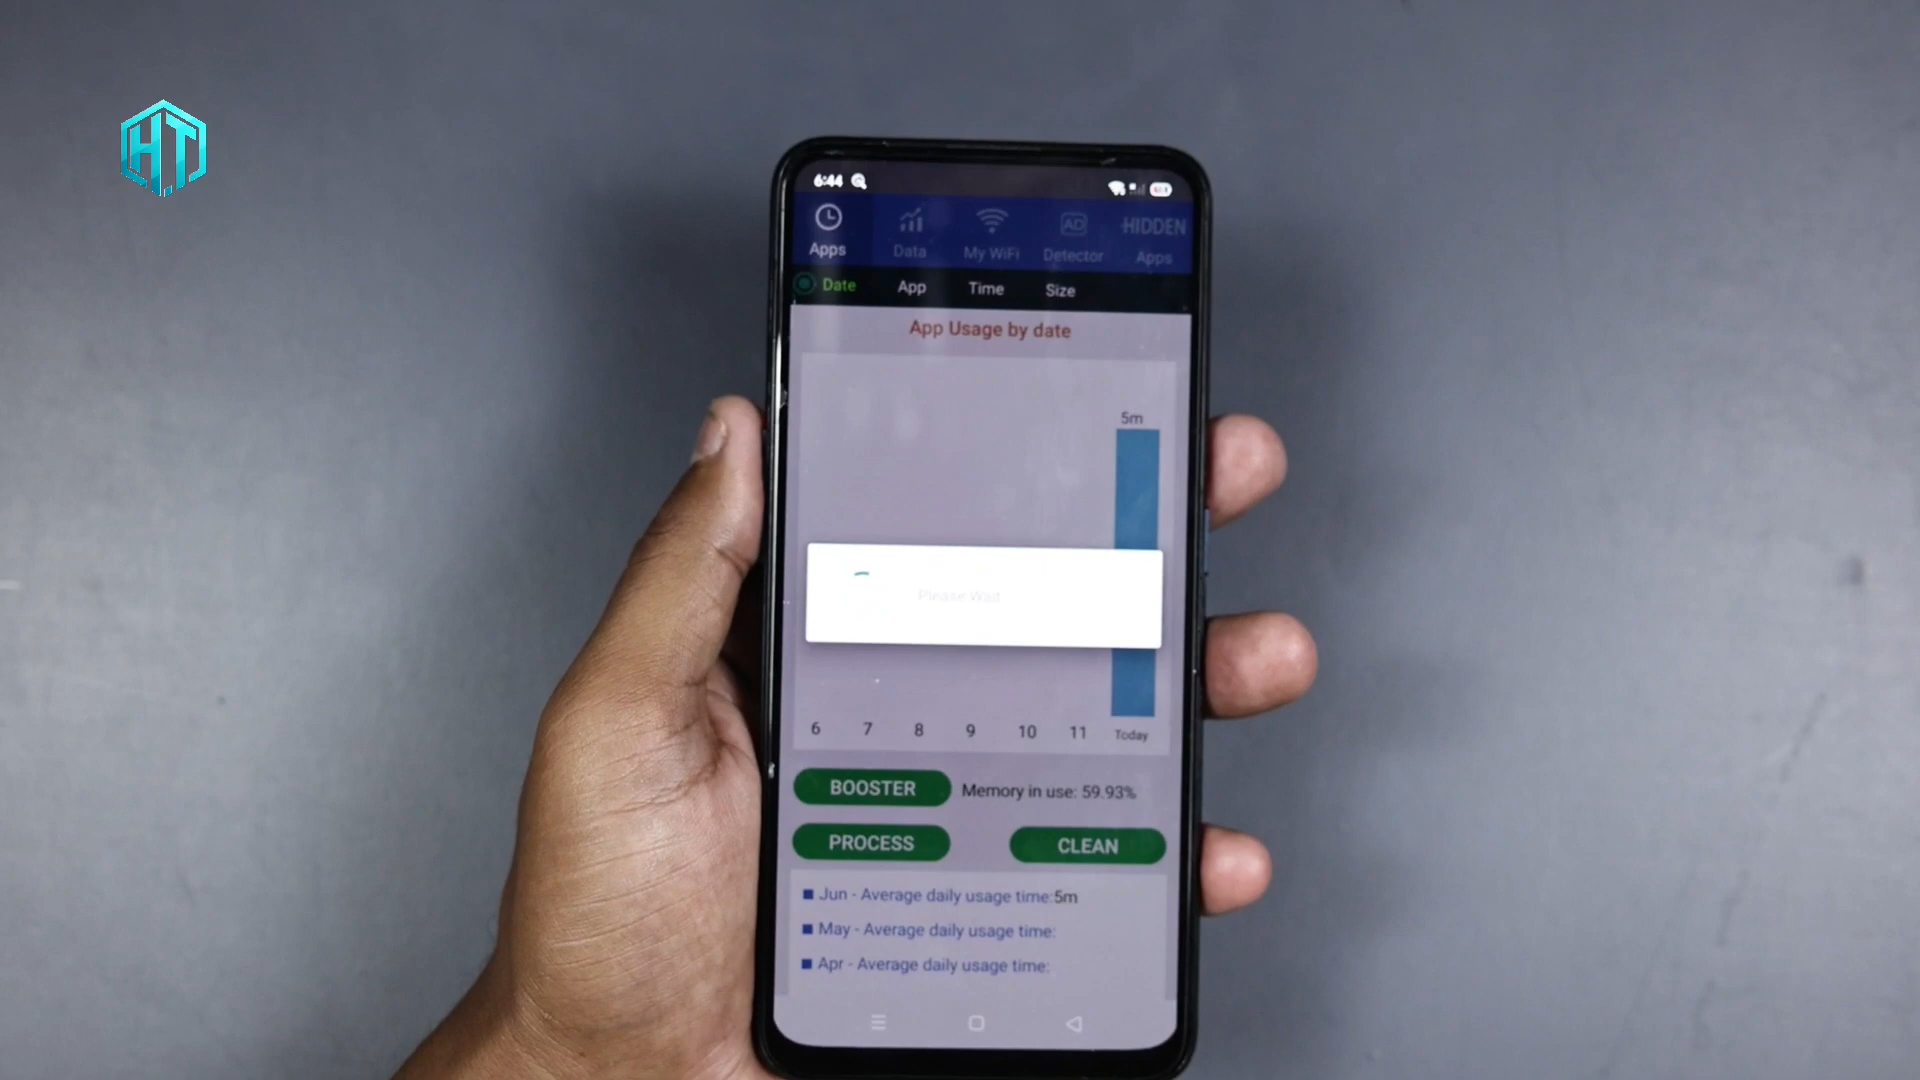 H.T
6:44
Apps
Data
My WiFi
AD
Detector
HIDDEN
Apps
Date App Time Size
App Usage by date
5m
Please Wait
6 7 8 9 10 11 Today
BOOSTER Memory in use: 59.93%
PROCESS CLEAN
Jun - Average daily usage time:5m
May - Average daily usage time:
Apr - Average daily usage time: